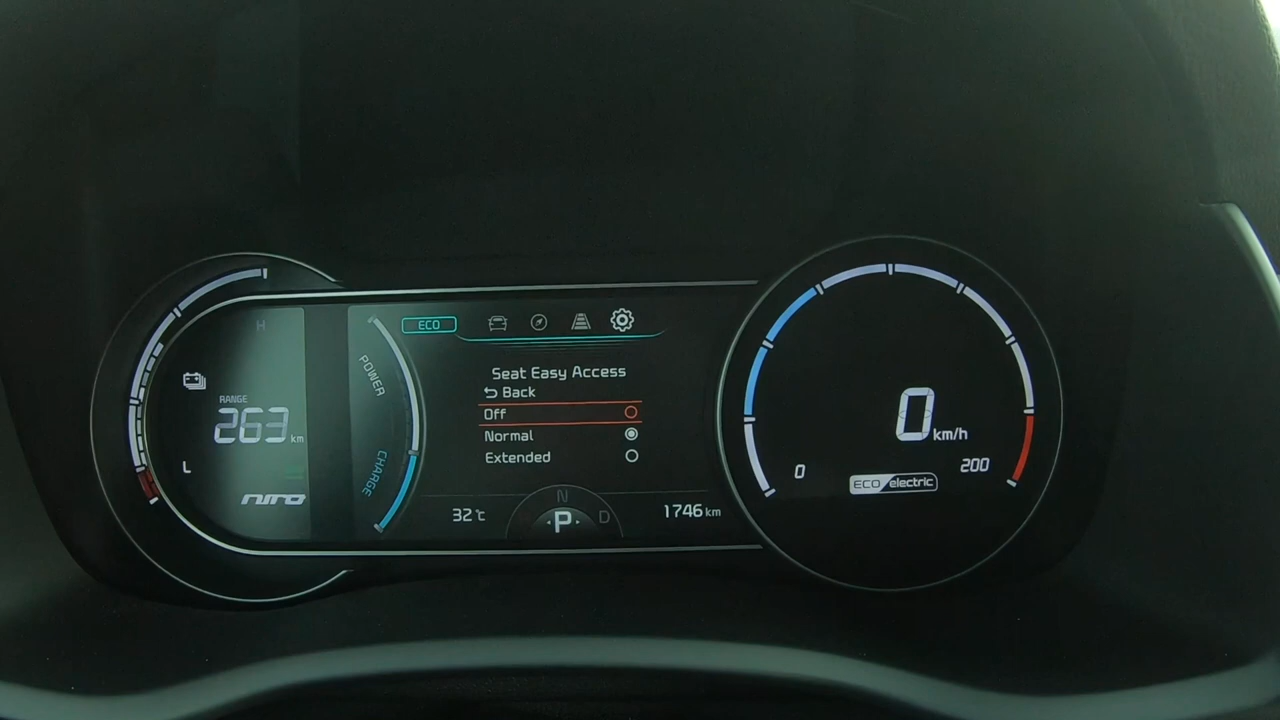 H
RANGE
263 km
L
niro
POWER
CHARGE
ECO
Seat Easy Access
Back
Off
Normal
Extended
32℃
N
P
D
1746 km
0
km/h
0
200
ECO electric